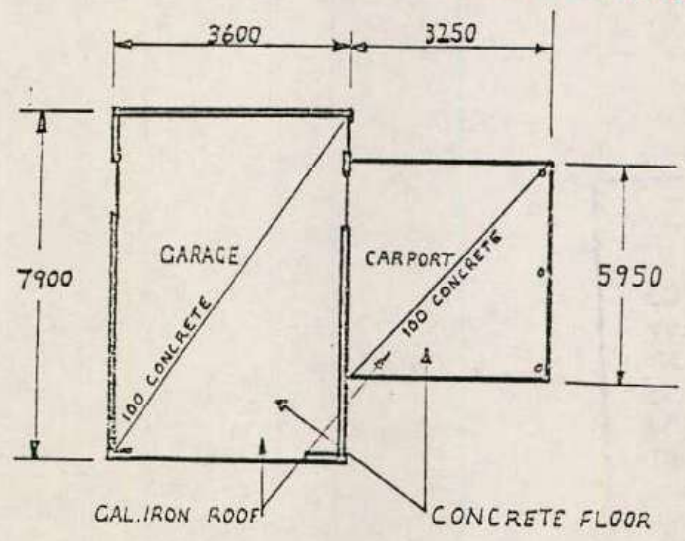 3600
3250
GARAGE
CARPORT
7900
5950
100 CONCRETE
100 CONCRETE
GAL.IRON ROOF
CONCRETE FLOOR